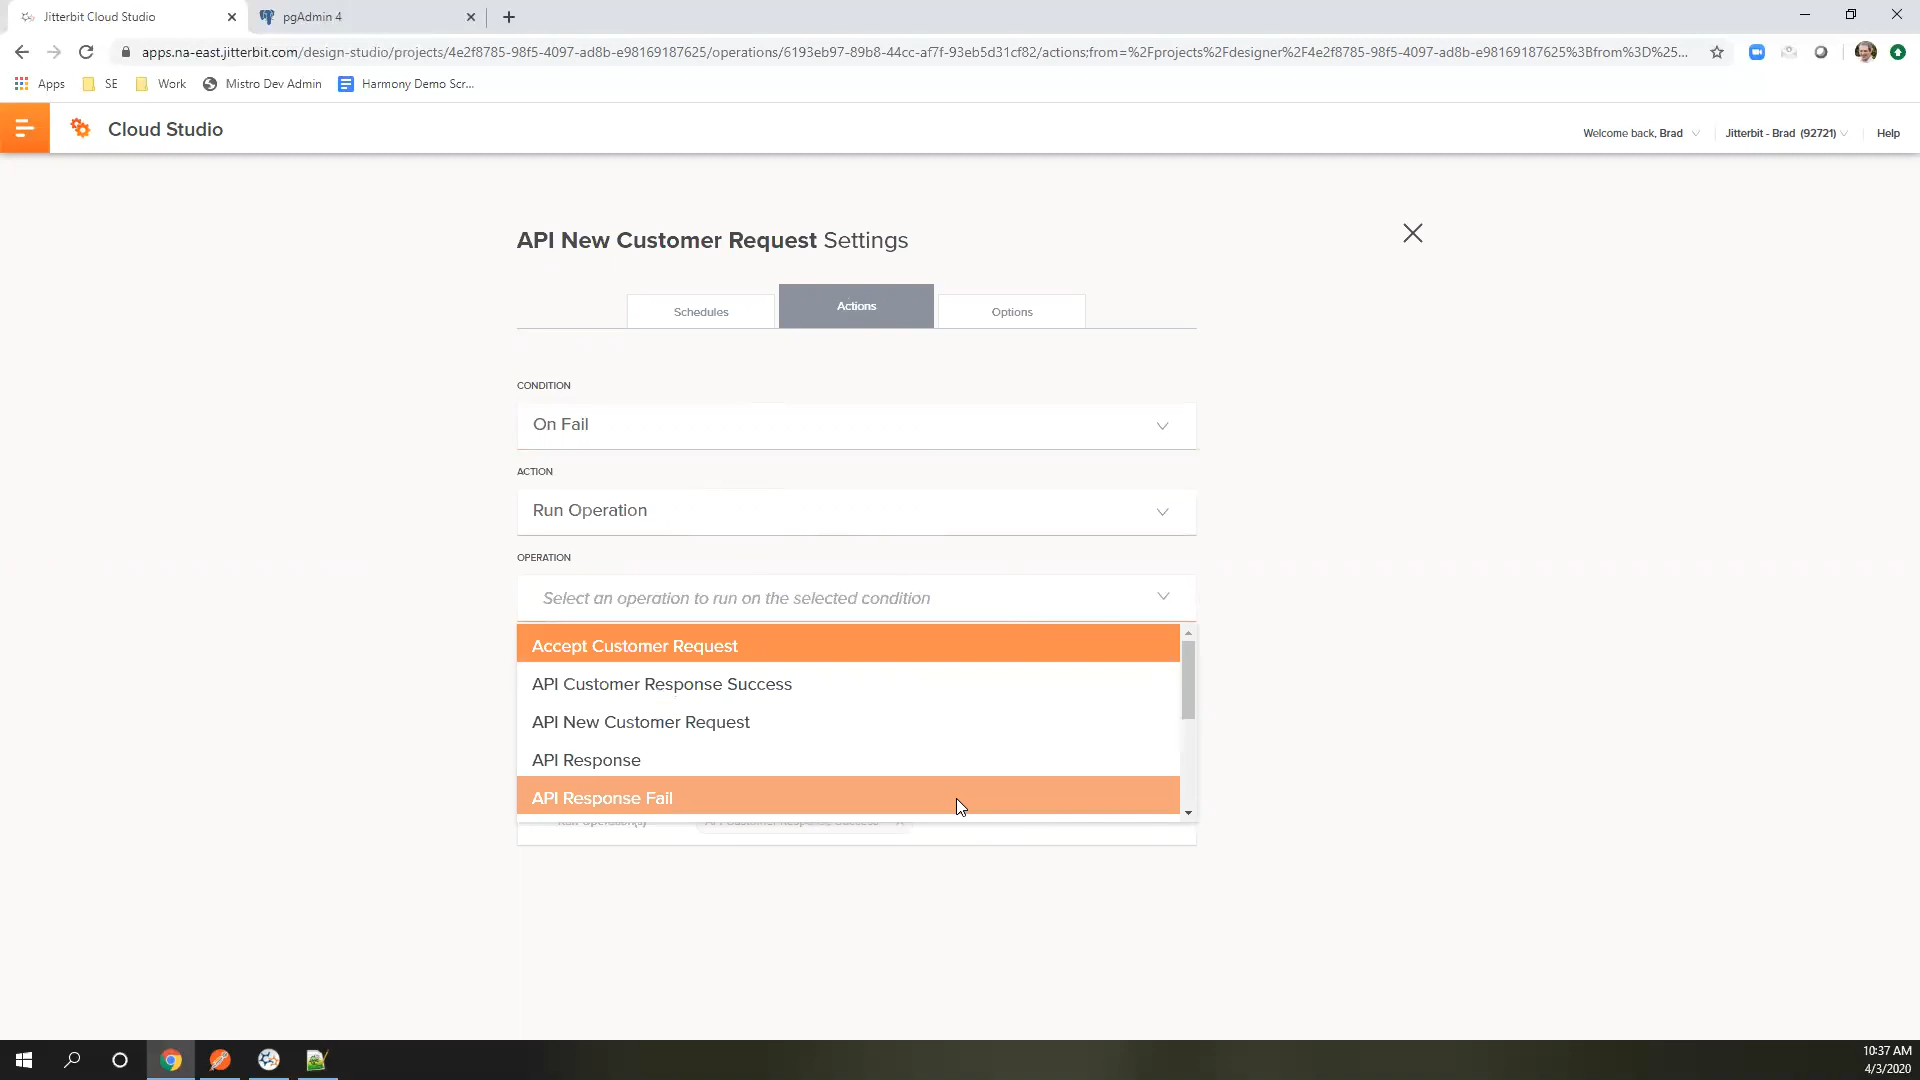 Jitterbit Cloud Studio
pgAdmin 4
apps.na-east.jitterbit.com/design-studio/projects/4e2f8785-98f5-4097-ad8b-e98169187625/operations/6193eb97-89b8-44cc-af7f-93eb5d31cf82/actions;from=%2Fprojects%2Fdesigner%2F4e2f8785-98f5-4097-ad8b-e98169187625%3Bfrom%3D%25...
Apps SE Work Mistro Dev Admin Harmony Demo Scr...
Cloud Studio
Welcome back, Brad
Jitterbit - Brad (92721)
Help
API New Customer Request Settings
Schedules Actions Options
CONDITION
On Fail
ACTION
Run Operation
OPERATION
Select an operation to run on the selected condition
Accept Customer Request
API Customer Response Success
API New Customer Request
API Response
API Response Fail
10:37 AM
4/3/2020